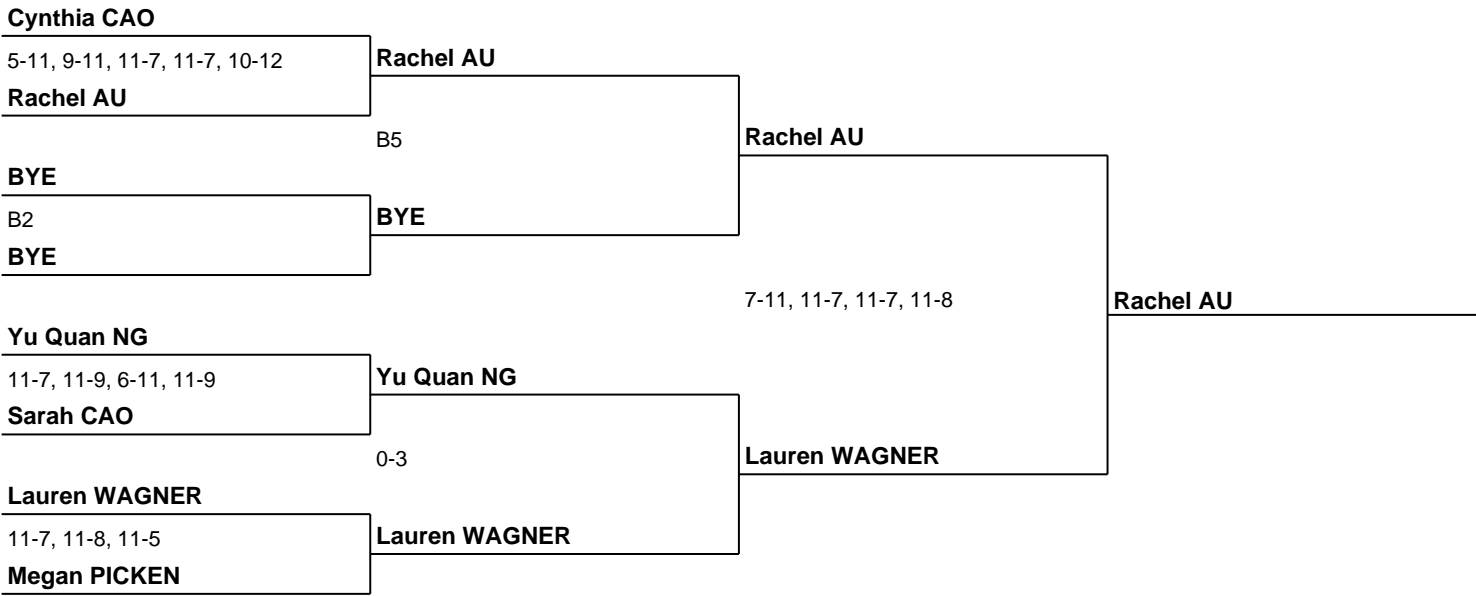 Cynthia CAO
5-11, 9-11, 11-7, 11-7, 10-12
Rachel AU
Rachel AU
B5
Rachel AU
BYE
B2
BYE
BYE
7-11, 11-7, 11-7, 11-8
Rachel AU
Yu Quan NG
11-7, 11-9, 6-11, 11-9
Sarah CAO
Yu Quan NG
0-3
Lauren WAGNER
Lauren WAGNER
11-7, 11-8, 11-5
Megan PICKEN
Lauren WAGNER